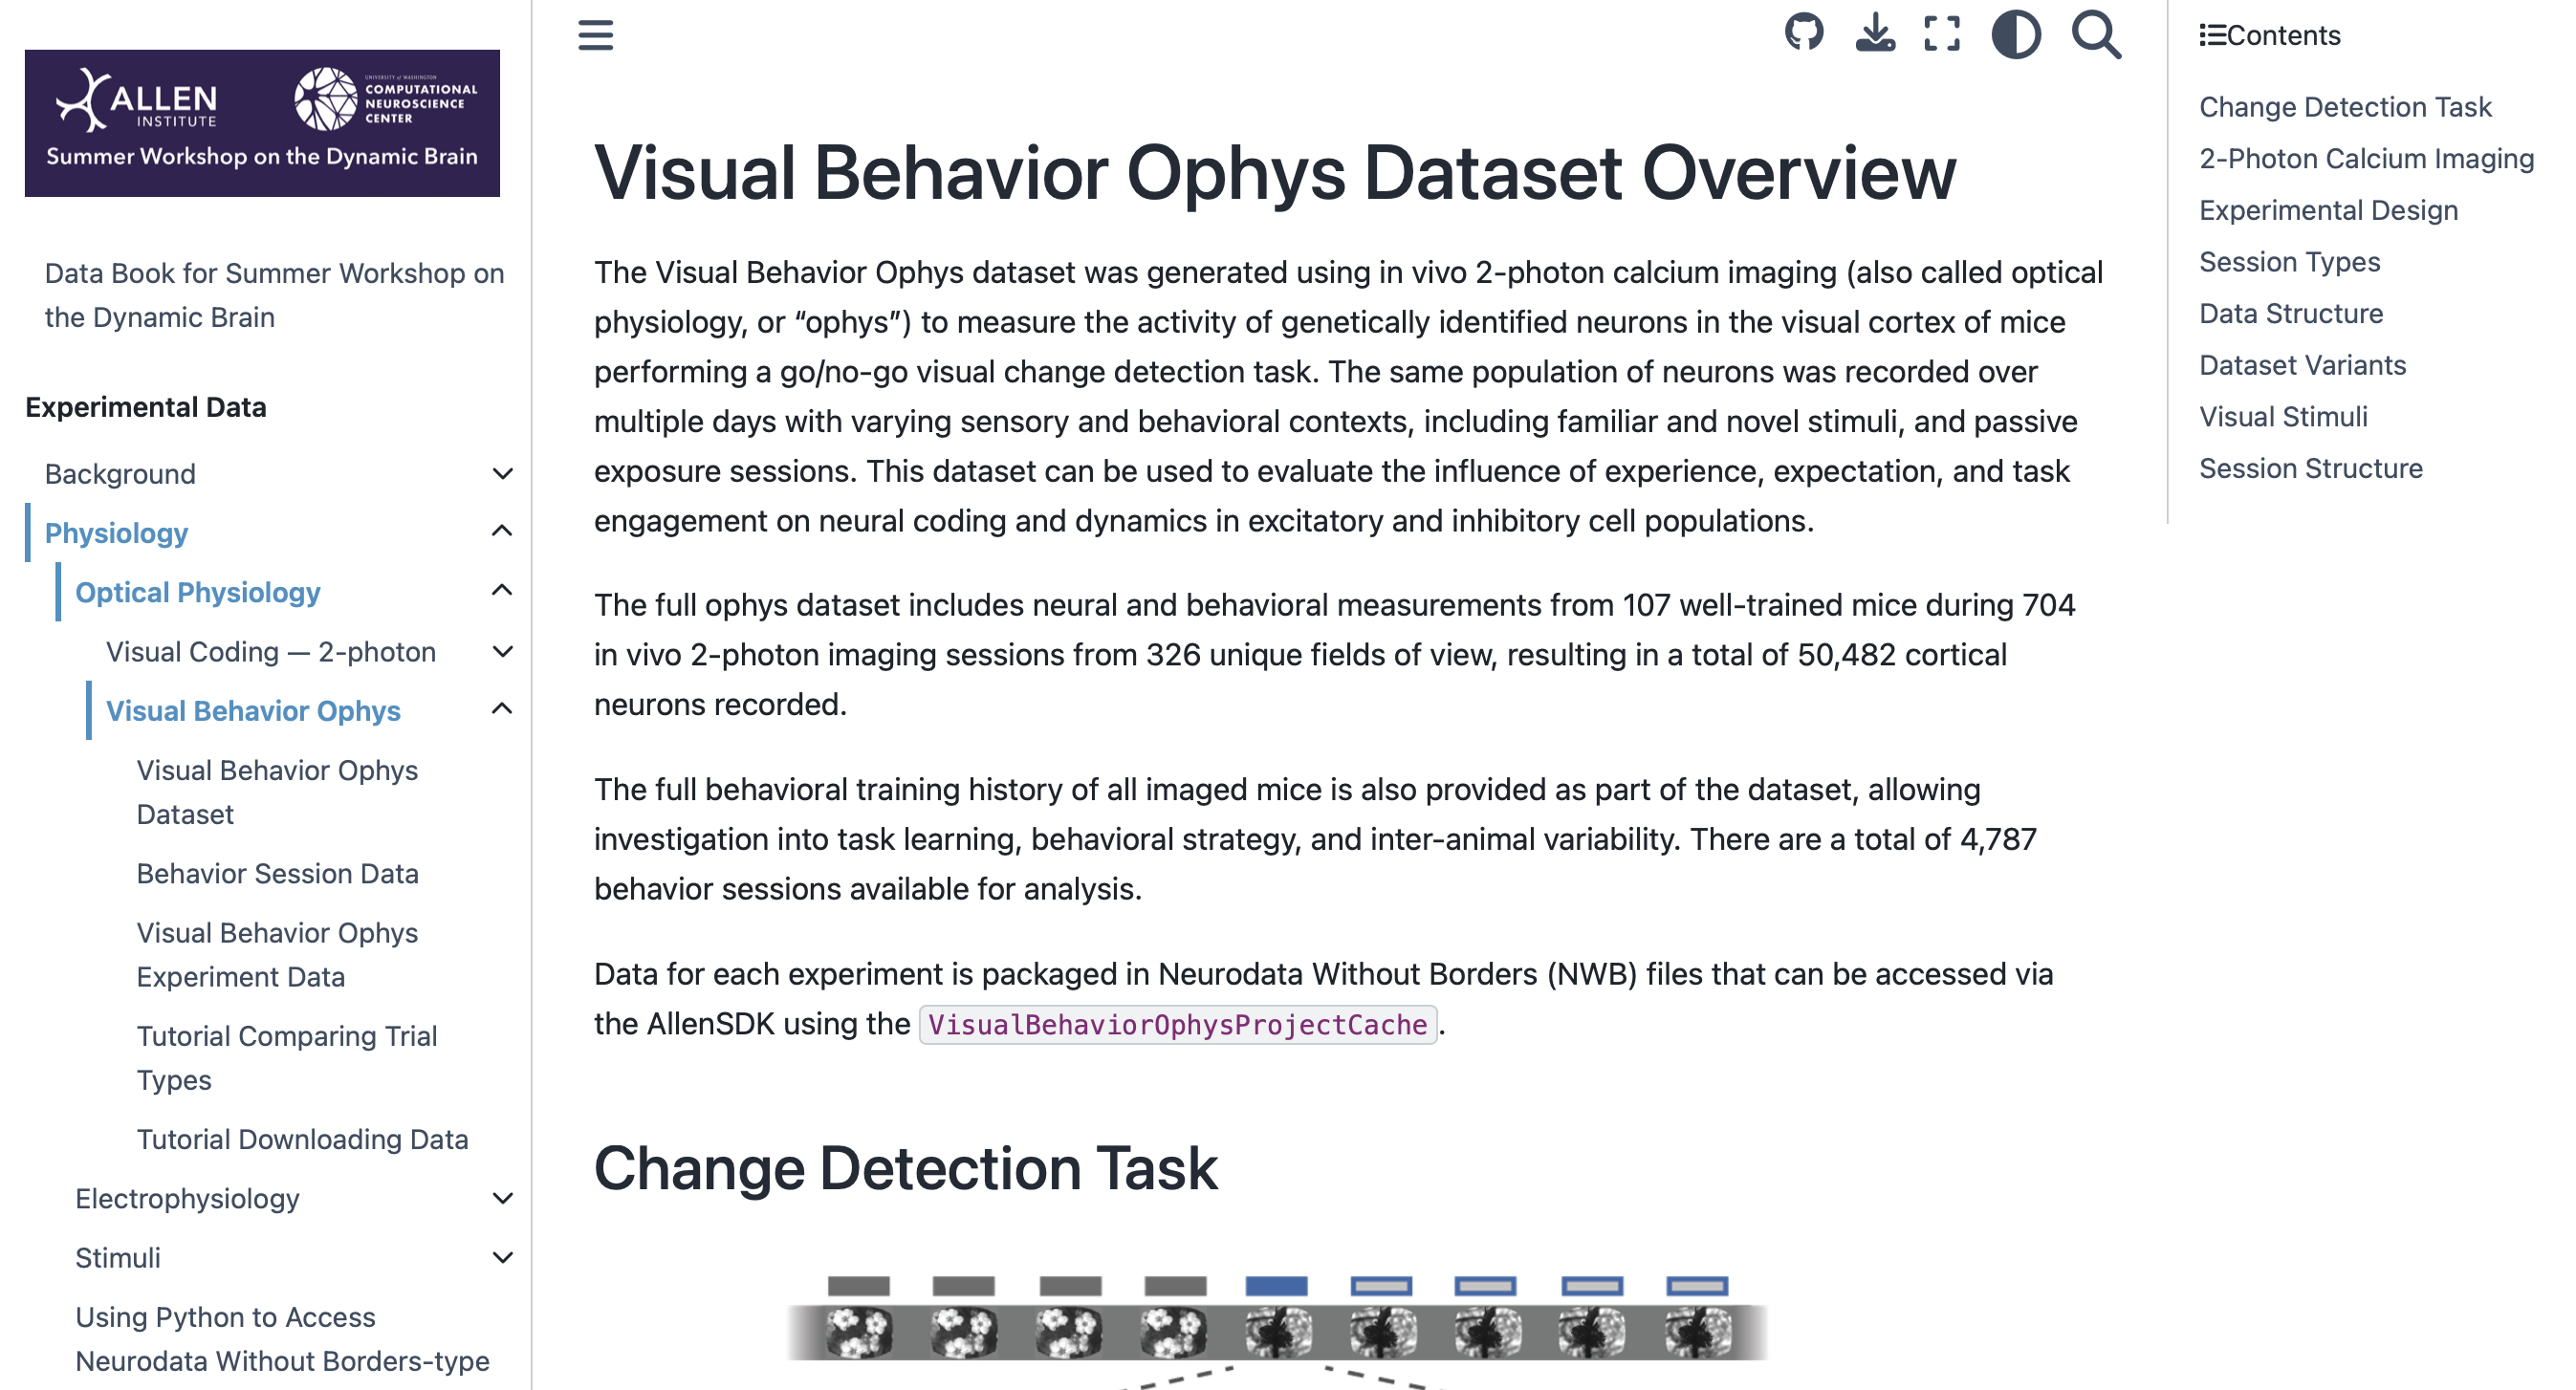 ALLEN
INSTITUTE
UNIVERSITY of WASHINGTON
COMPUTATIONAL
NEUROSCIENCE
CENTER
Summer Workshop on the Dynamic Brain
Data Book for Summer Workshop on
the Dynamic Brain
Experimental Data
Background
Physiology
Optical Physiology
Visual Coding — 2-photon
Visual Behavior Ophys
Visual Behavior Ophys
Dataset
Behavior Session Data
Visual Behavior Ophys
Experiment Data
Tutorial Comparing Trial
Types
Tutorial Downloading Data
Electrophysiology
Stimuli
Using Python to Access
Neurodata Without Borders-type
Visual Behavior Ophys Dataset Overview
The Visual Behavior Ophys dataset was generated using in vivo 2-photon calcium imaging (also called optical
physiology, or “ophys”) to measure the activity of genetically identified neurons in the visual cortex of mice
performing a go/no-go visual change detection task. The same population of neurons was recorded over
multiple days with varying sensory and behavioral contexts, including familiar and novel stimuli, and passive
exposure sessions. This dataset can be used to evaluate the influence of experience, expectation, and task
engagement on neural coding and dynamics in excitatory and inhibitory cell populations.
The full ophys dataset includes neural and behavioral measurements from 107 well-trained mice during 704
in vivo 2-photon imaging sessions from 326 unique fields of view, resulting in a total of 50,482 cortical
neurons recorded.
The full behavioral training history of all imaged mice is also provided as part of the dataset, allowing
investigation into task learning, behavioral strategy, and inter-animal variability. There are a total of 4,787
behavior sessions available for analysis.
Data for each experiment is packaged in Neurodata Without Borders (NWB) files that can be accessed via
the AllenSDK using the VisualBehaviorOphysProjectCache.
Change Detection Task
Contents
Change Detection Task
2-Photon Calcium Imaging
Experimental Design
Session Types
Data Structure
Dataset Variants
Visual Stimuli
Session Structure